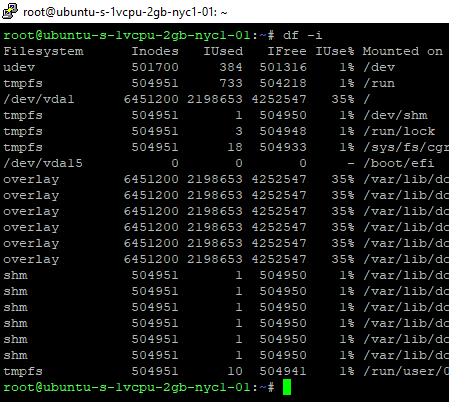 root@ubuntu-s-1vcpu-2gb-nyc1-01: ~
root@ubuntu-s-1vcpu-2gb-nyc1-01:~# df -i
Filesystem Inodes IUsed IFree IUse% Mounted on
udev 501700 384 501316 1% /dev
tmpfs 504951 733 504218 1% /run
/dev/vda1 6451200 2198653 4252547 35% /
tmpfs 504951 1 504950 1% /dev/shm
tmpfs 504951 3 504948 1% /run/lock
tmpfs 504951 18 504933 1% /sys/fs/cgr
/dev/vda15 0 0 0 - /boot/efi
overlay 6451200 2198653 4252547 35% /var/lib/do
overlay 6451200 2198653 4252547 35% /var/lib/do
overlay 6451200 2198653 4252547 35% /var/lib/do
overlay 6451200 2198653 4252547 35% /var/lib/do
overlay 6451200 2198653 4252547 35% /var/lib/do
overlay 6451200 2198653 4252547 35% /var/lib/do
shm 504951 1 504950 1% /var/lib/do
shm 504951 1 504950 1% /var/lib/do
shm 504951 1 504950 1% /var/lib/do
shm 504951 1 504950 1% /var/lib/do
shm 504951 1 504950 1% /var/lib/do
shm 504951 1 504950 1% /var/lib/do
tmpfs 504951 10 504941 1% /run/user/0
root@ubuntu-s-1vcpu-2gb-nyc1-01:~#